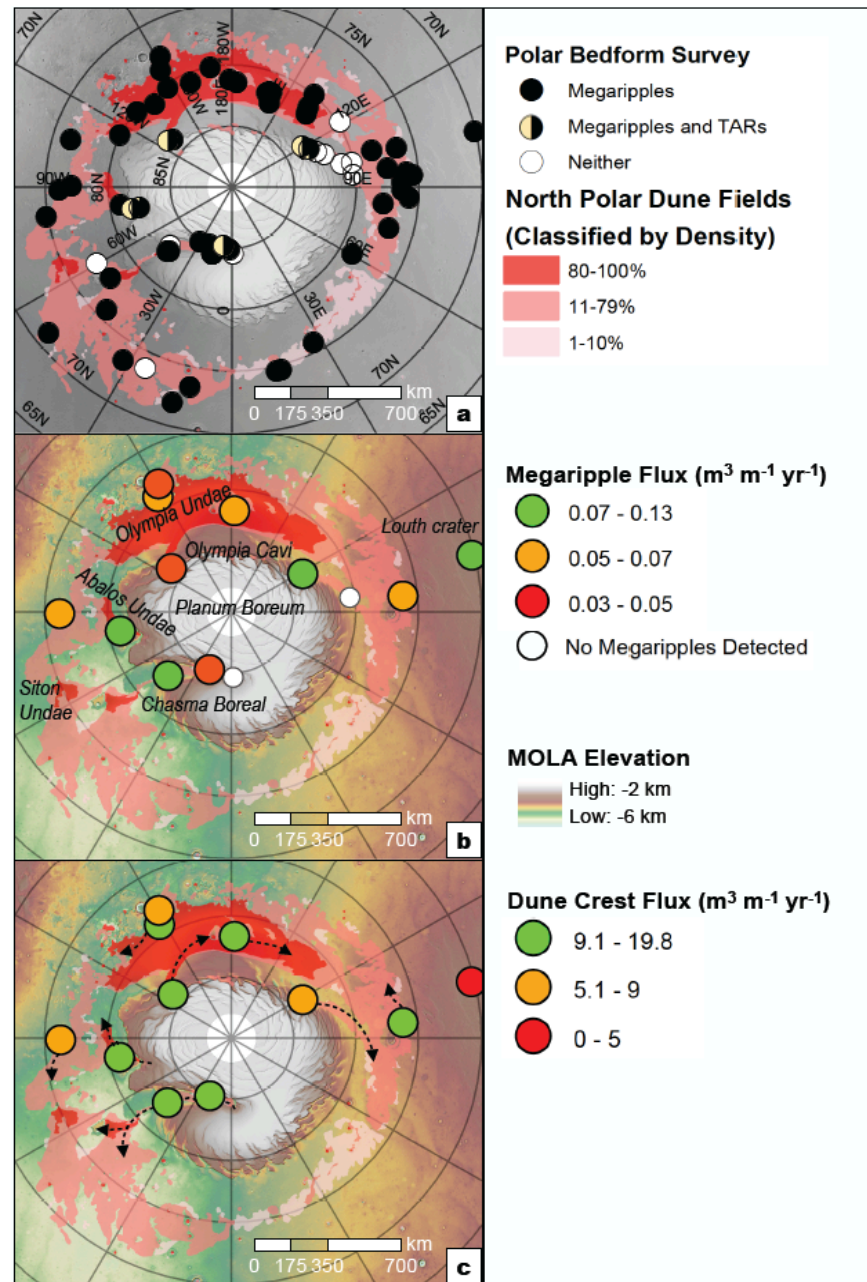 70N
180W
75N
70N
Polar Bedform Survey
Megaripples
Megaripples and TARs
Neither
180E
120E
85N
90W
80N
90E
60W
60E
30W
0
30E
70N
70N
65N
65N
km
0 175 350 700
a
North Polar Dune Fields
(Classified by Density)
80-100%
11-79%
1-10%
Olympia Undae
Louth crater
Olympia Cavi
Abalos Undae
Planum Boreum
Siton
Undae
Chasma Boreal
km
0 175 350 700
b
Megaripple Flux (m³ m⁻¹ yr⁻¹)
0.07 - 0.13
0.05 - 0.07
0.03 - 0.05
No Megaripples Detected
MOLA Elevation
High: -2 km
Low: -6 km
km
0 175 350 700
c
Dune Crest Flux (m³ m⁻¹ yr⁻¹)
9.1 - 19.8
5.1 - 9
0 - 5